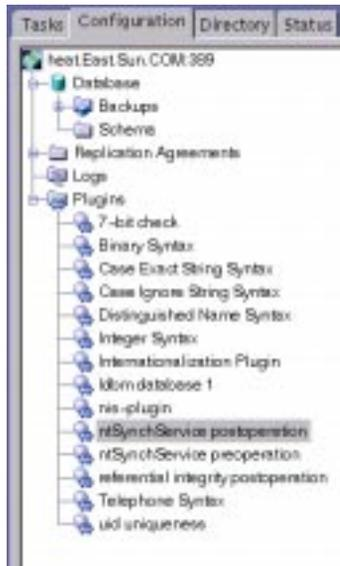 Tasks Configuration Directory Status
heat.East.Sun.COM:389
Database
Backups
Schema
Replication Agreements
Logs
Plugins
7-bit check
Binary Syntax
Case Exact String Syntax
Case Ignore String Syntax
Distinguished Name Syntax
Integer Syntax
Internationalization Plugin
ldbm database 1
nis-plugin
ntSynchService postoperation
ntSynchService preoperation
referential integrity postoperation
Telephone Syntax
uid uniqueness